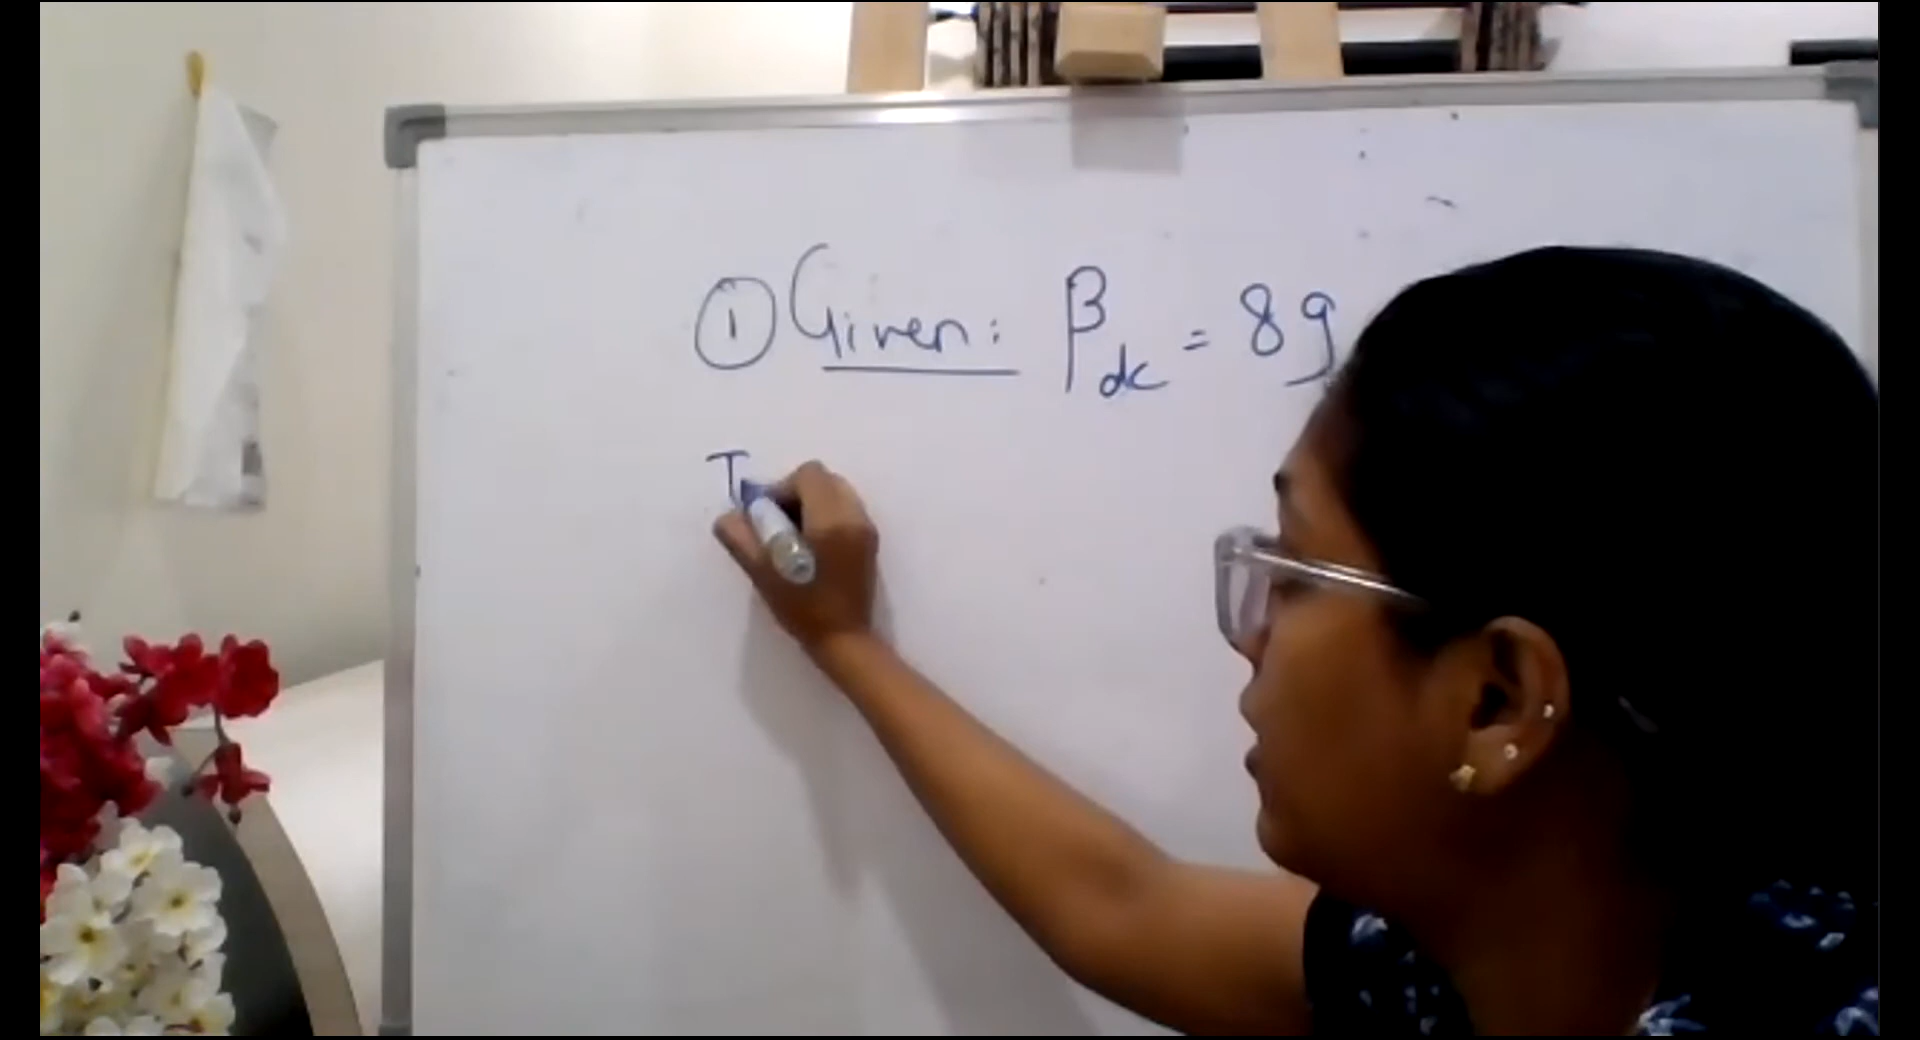 ① Given: β_dc = 89
T